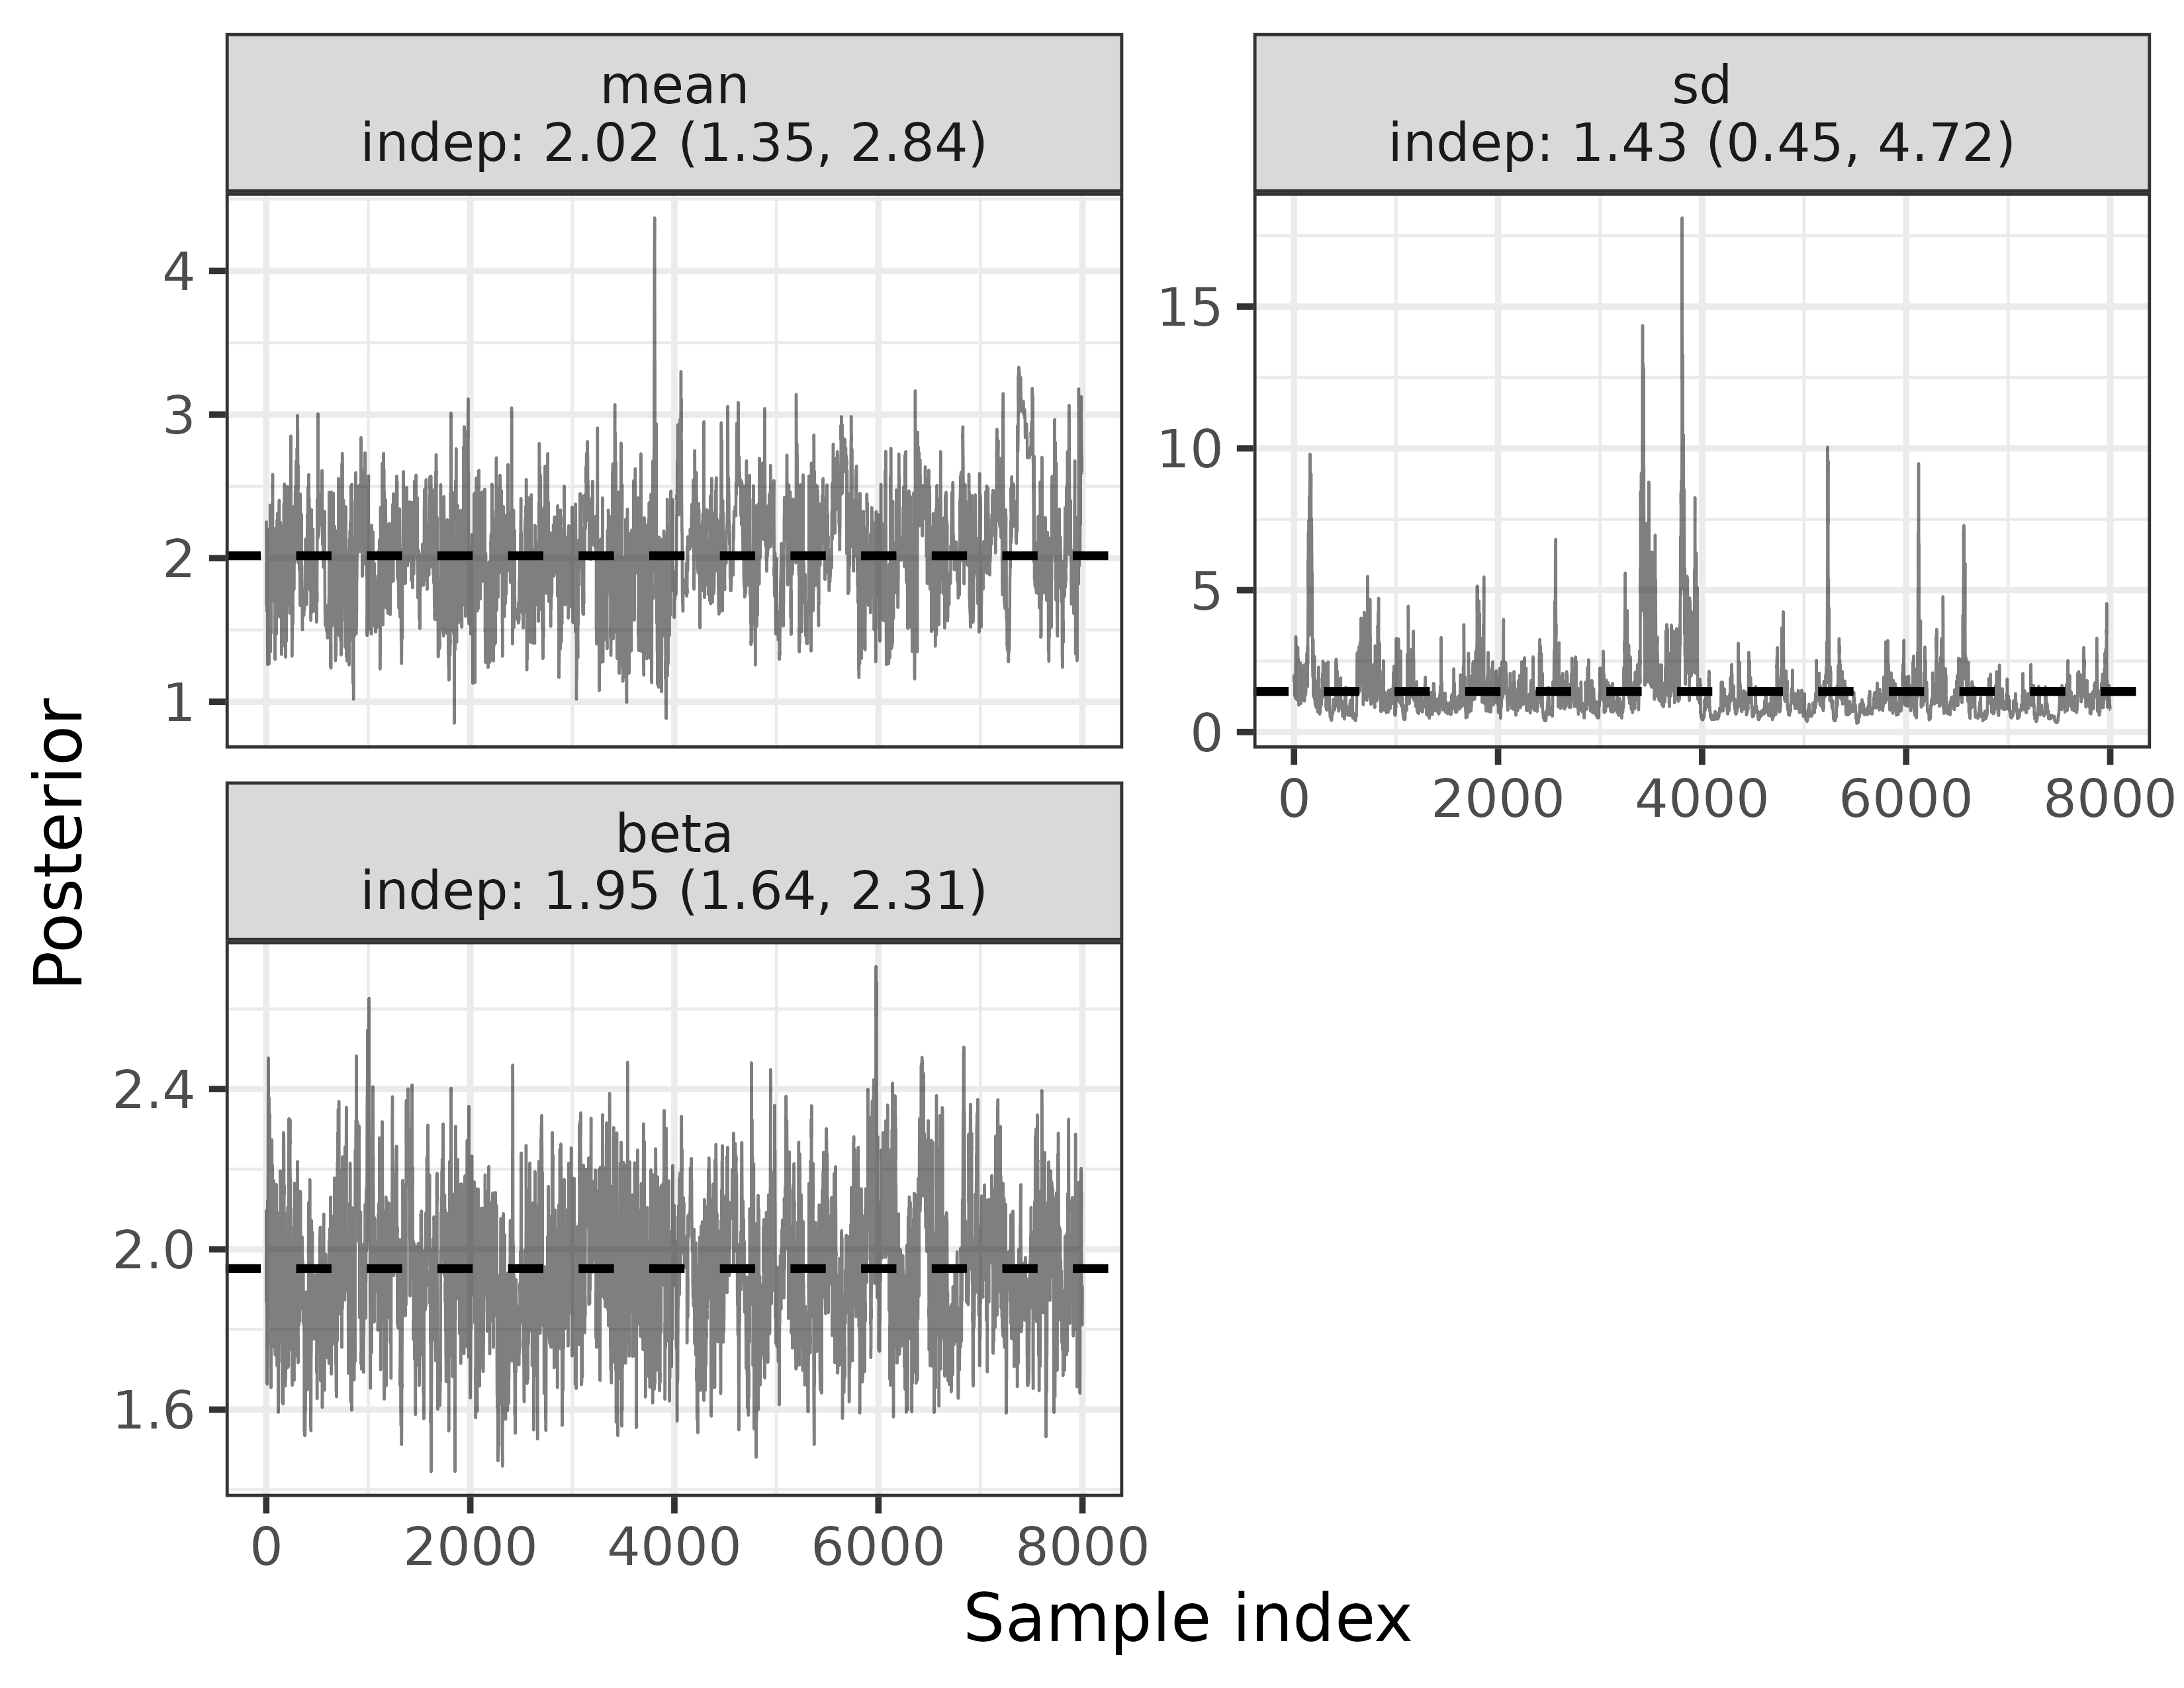 mean
indep: 2.02 (1.35, 2.84)
4
3
2
1
sd
indep: 1.43 (0.45, 4.72)
15
10
5
0
0 2000 4000 6000 8000
beta
indep: 1.95 (1.64, 2.31)
2.4
2.0
1.6
0 2000 4000 6000 8000
Posterior
Sample index